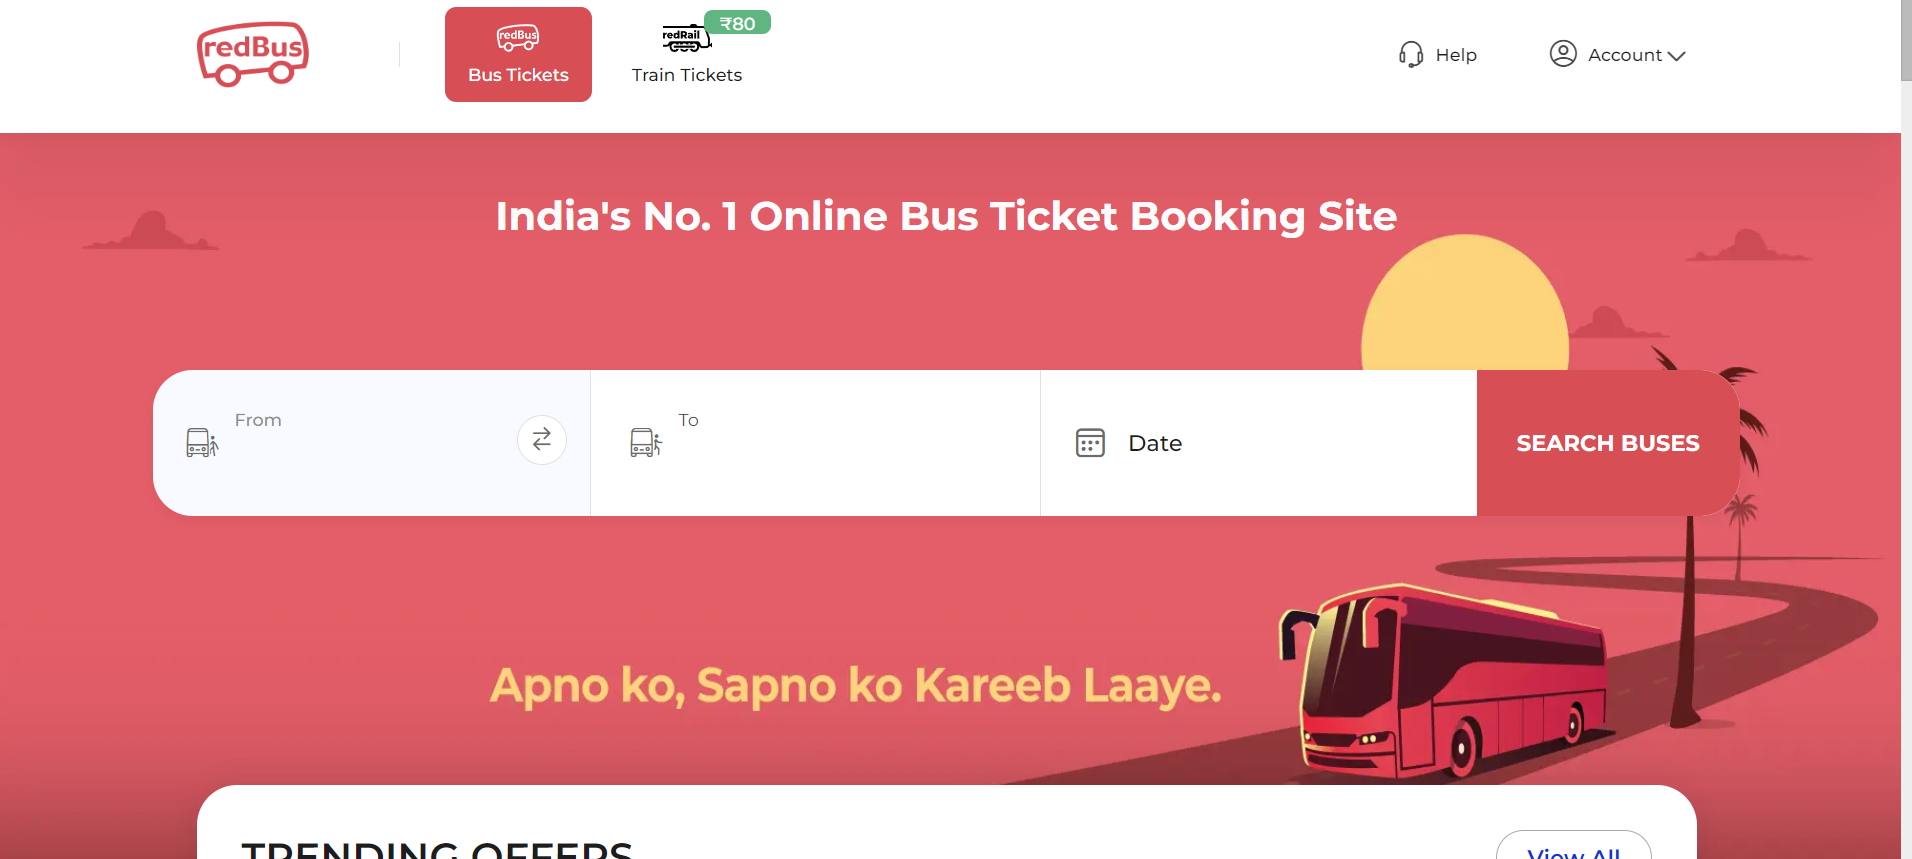 redBus
redBus
Bus Tickets
redRail
₹80
Train Tickets
Help
Account
India's No. 1 Online Bus Ticket Booking Site
From
To
Date
SEARCH BUSES
Apno ko, Sapno ko Kareeb Laaye.
TRENDING OFFERS
View All